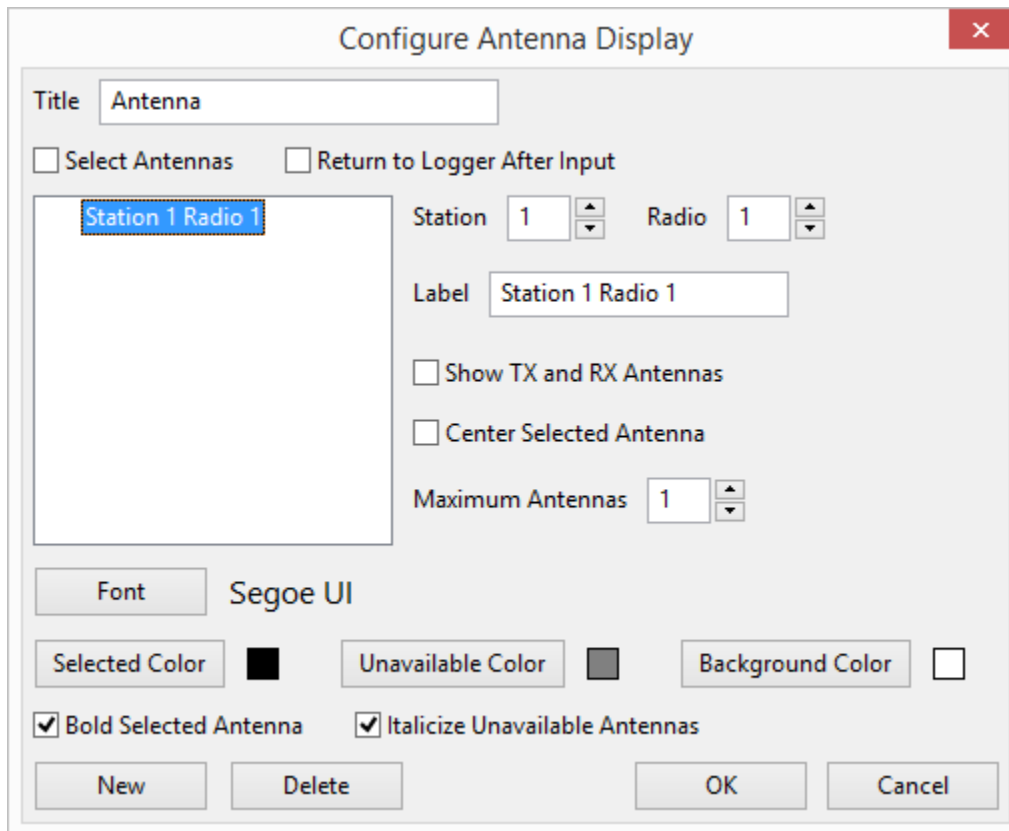 Configure Antenna Display
Title Antenna
Select Antennas Return to Logger After Input
Station 1 Radio 1
Station 1 Radio 1
Label Station 1 Radio 1
Show TX and RX Antennas
Center Selected Antenna
Maximum Antennas 1
Font Segoe UI
Selected Color Unavailable Color Background Color
Bold Selected Antenna Italicize Unavailable Antennas
New Delete OK Cancel